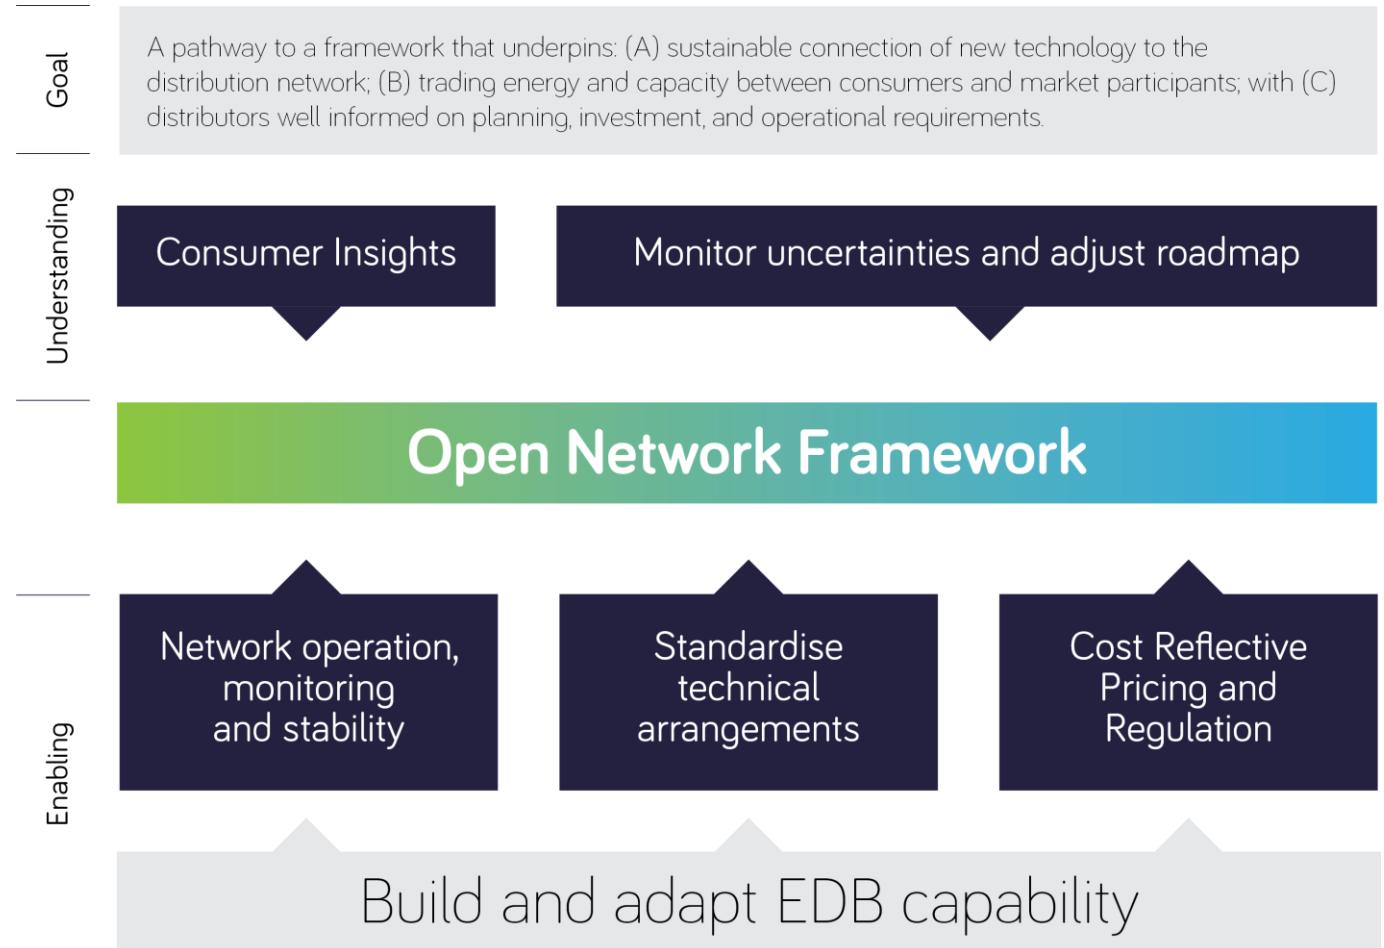 Goal
A pathway to a framework that underpins: (A) sustainable connection of new technology to the
distribution network; (B) trading energy and capacity between consumers and market participants; with (C)
distributors well informed on planning, investment, and operational requirements.
Understanding
Consumer Insights
Monitor uncertainties and adjust roadmap
Open Network Framework
Enabling
Network operation,
monitoring
and stability
Standardise
technical
arrangements
Cost Reflective
Pricing and
Regulation
Build and adapt EDB capability